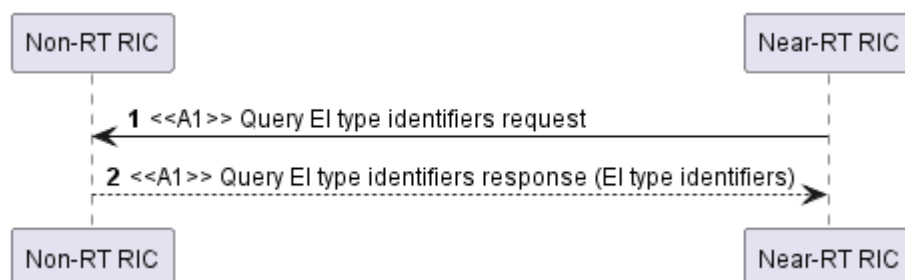 Non-RT RIC
Near-RT RIC
1 <<A1>> Query EI type identifiers request
2 <<A1>> Query EI type identifiers response (EI type identifiers)
Non-RT RIC
Near-RT RIC